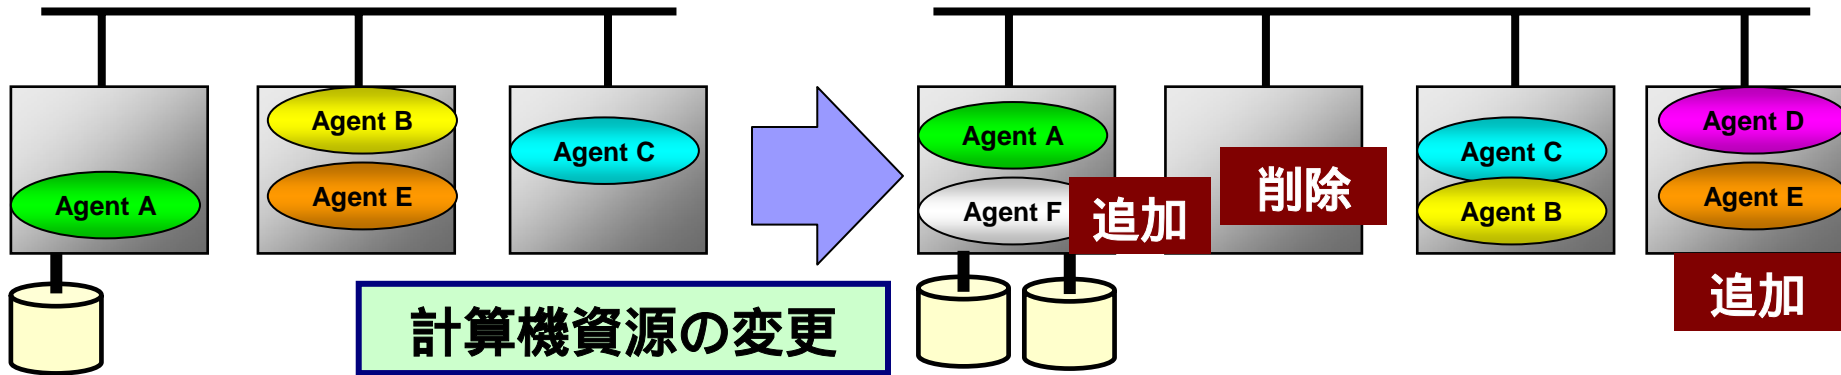 Agent A
Agent B
Agent E
Agent C
計算機資源の変更
Agent A
Agent F
追加
削除
Agent C
Agent B
Agent D
Agent E
追加